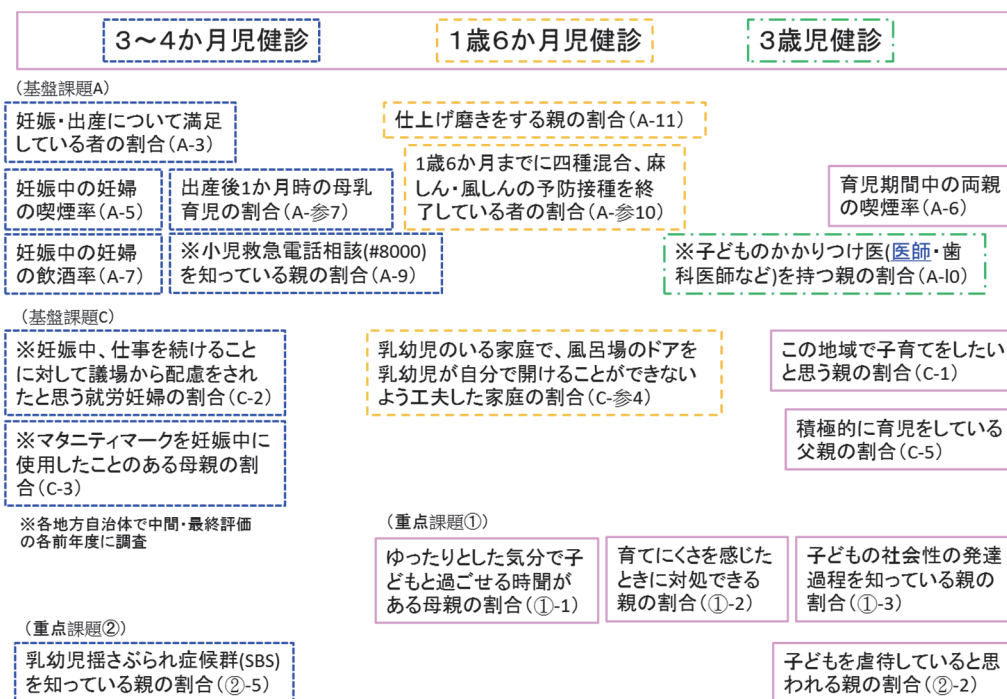 3～4か月児健診
1歳6か月児健診
3歳児健診
(基盤課題A)
妊娠・出産について満足
している者の割合(A-3)
仕上げ磨きをする親の割合(A-11)
1歳6か月までに四種混合、麻
しん・風しんの予防接種を終
了している者の割合(A-参10)
妊娠中の妊婦
の喫煙率(A-5)
出産後1か月時の母乳
育児の割合(A-参7)
育児期間中の両親
の喫煙率(A-6)
妊娠中の妊婦
の飲酒率(A-7)
※小児救急電話相該(#8000)
を知っている親の割合(A-9)
※子どものかかりつけ医(医師・歯
科医師など)を持つ親の割合(A-l0)
(基盤課題C)
※妊娠中、仕事を続けること
に対して議場から配慮をされ
たと思う就労妊婦の割合(C-2)
乳幼児のいる家庭で、風呂場のドアを
乳幼児が自分で開けることができない
よう工夫した家庭の割合(C-参4)
この地域で子育てをしたい
と思う親の割合(C-1)
※マタニティマークを妊娠中に
使用したことのある母親の割
合(C-3)
積極的に育児をしている
父親の割合(C-5)
※各地方自治体で中間・最終評価
の各前年度に調査
(重点課題①)
ゆったりとした気分で子
どもと過ごせる時聞が
ある母親の割合(①-1)
育てにくさを感じた
ときに対処できる
親の割合(①-2)
子どもの社会性の発達
過程を知っている親の
割合(①-3)
(重点課題②)
乳幼児揺さぶられ症候群(SBS)
を知っている親の割合(②-5)
子どもを虐待していると思
われる親の割合(②-2)